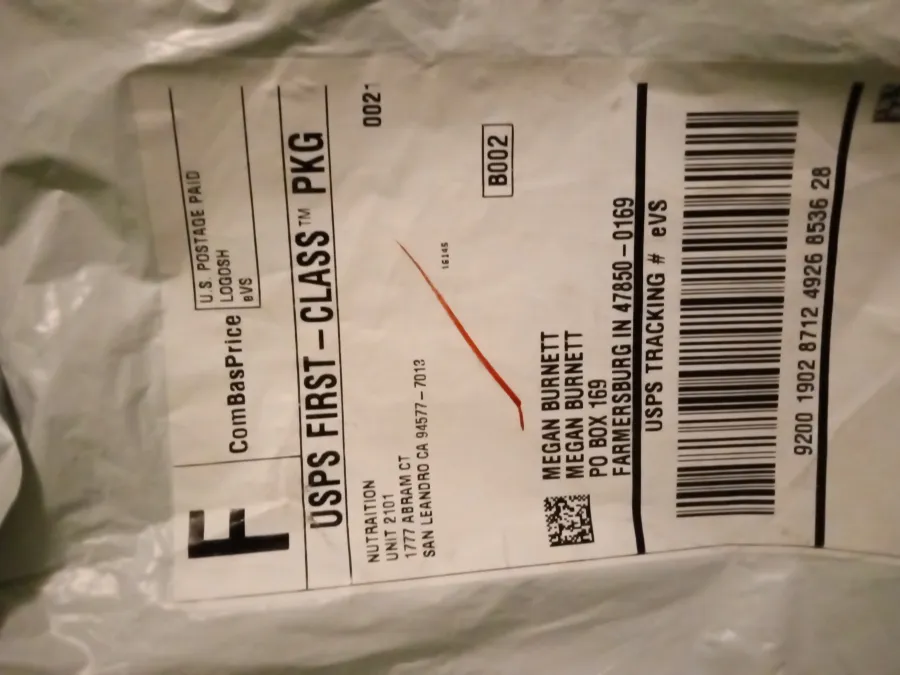 F
U.S. POSTAGE PAID
LOGOSH
eVS
ComBasPrice
USPS FIRST-CLASS™ PKG
NUTRAITION
UNIT 2101
1777 ABRAM CT
SAN LEANDRO CA 94577-7013
002
16145
B002
MEGAN BURNETT
MEGAN BURNETT
PO BOX 169
FARMERSBURG IN 47850-0169
USPS TRACKING # eVS
9200 1902 8712 4926 8536 28